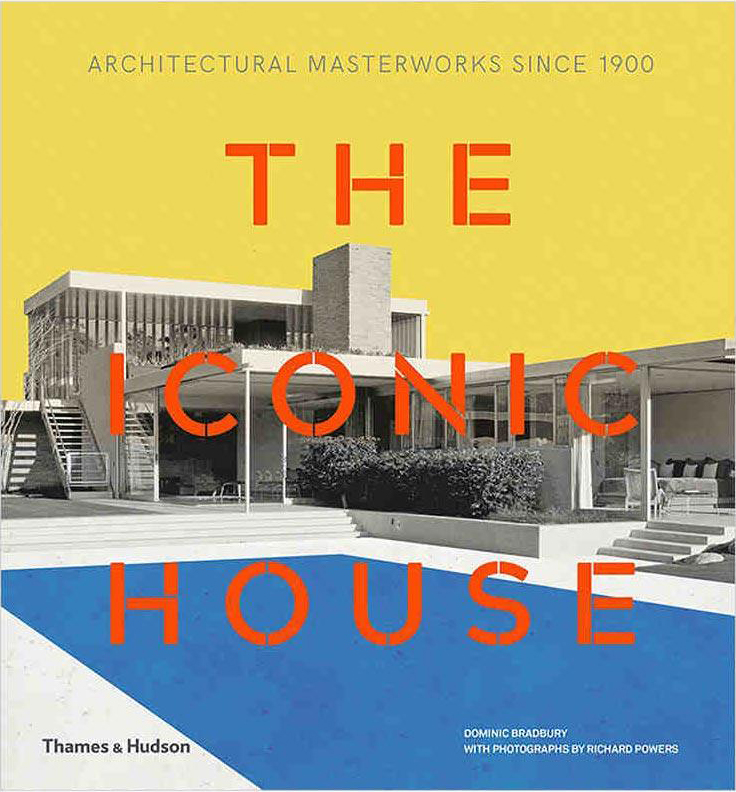 ARCHITECTURAL MASTERWORKS SINCE 1900
THE
ICONIC
HOUSE
DOMINIC BRADBURY
WITH PHOTOGRAPHS BY RICHARD POWERS
Thames & Hudson